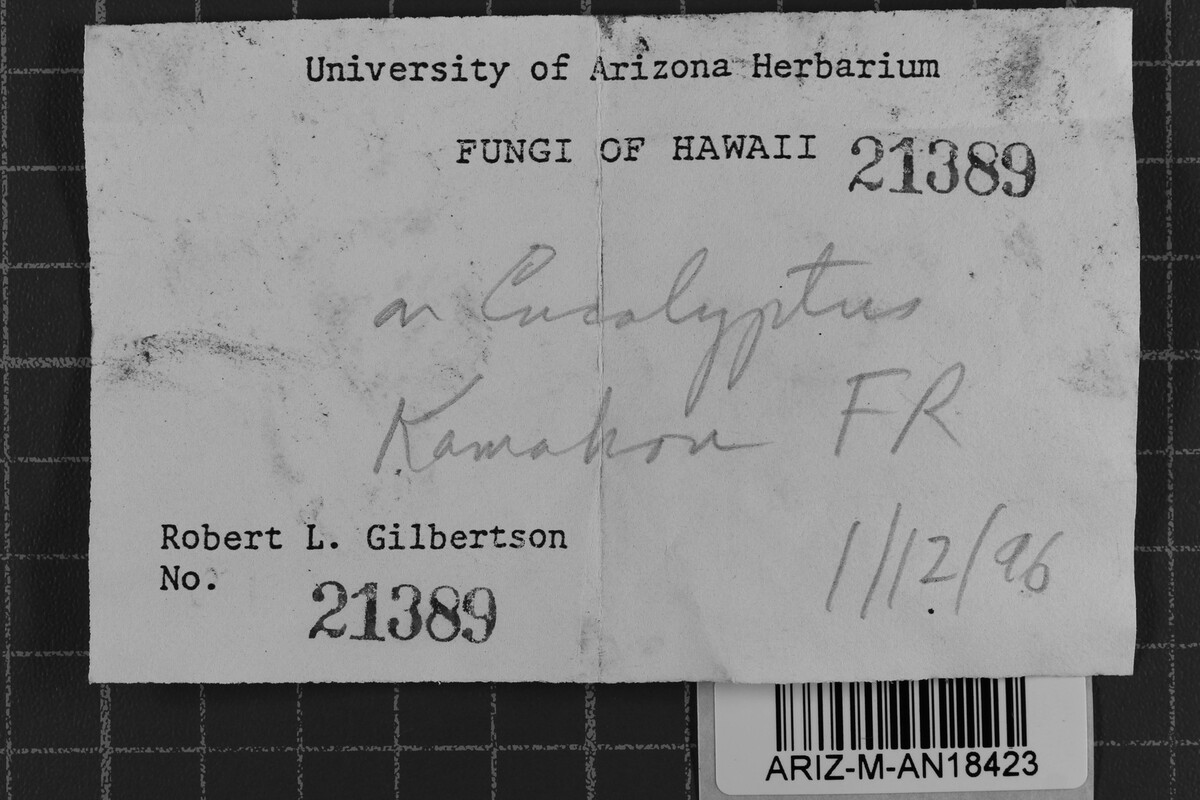 University of Arizona Herbarium
FUNGI OF HAWAII 21389
on Eucalyptus
Kamakou FR
1/12/96
Robert L. Gilbertson
No. 21389
ARIZ-M-AN18423